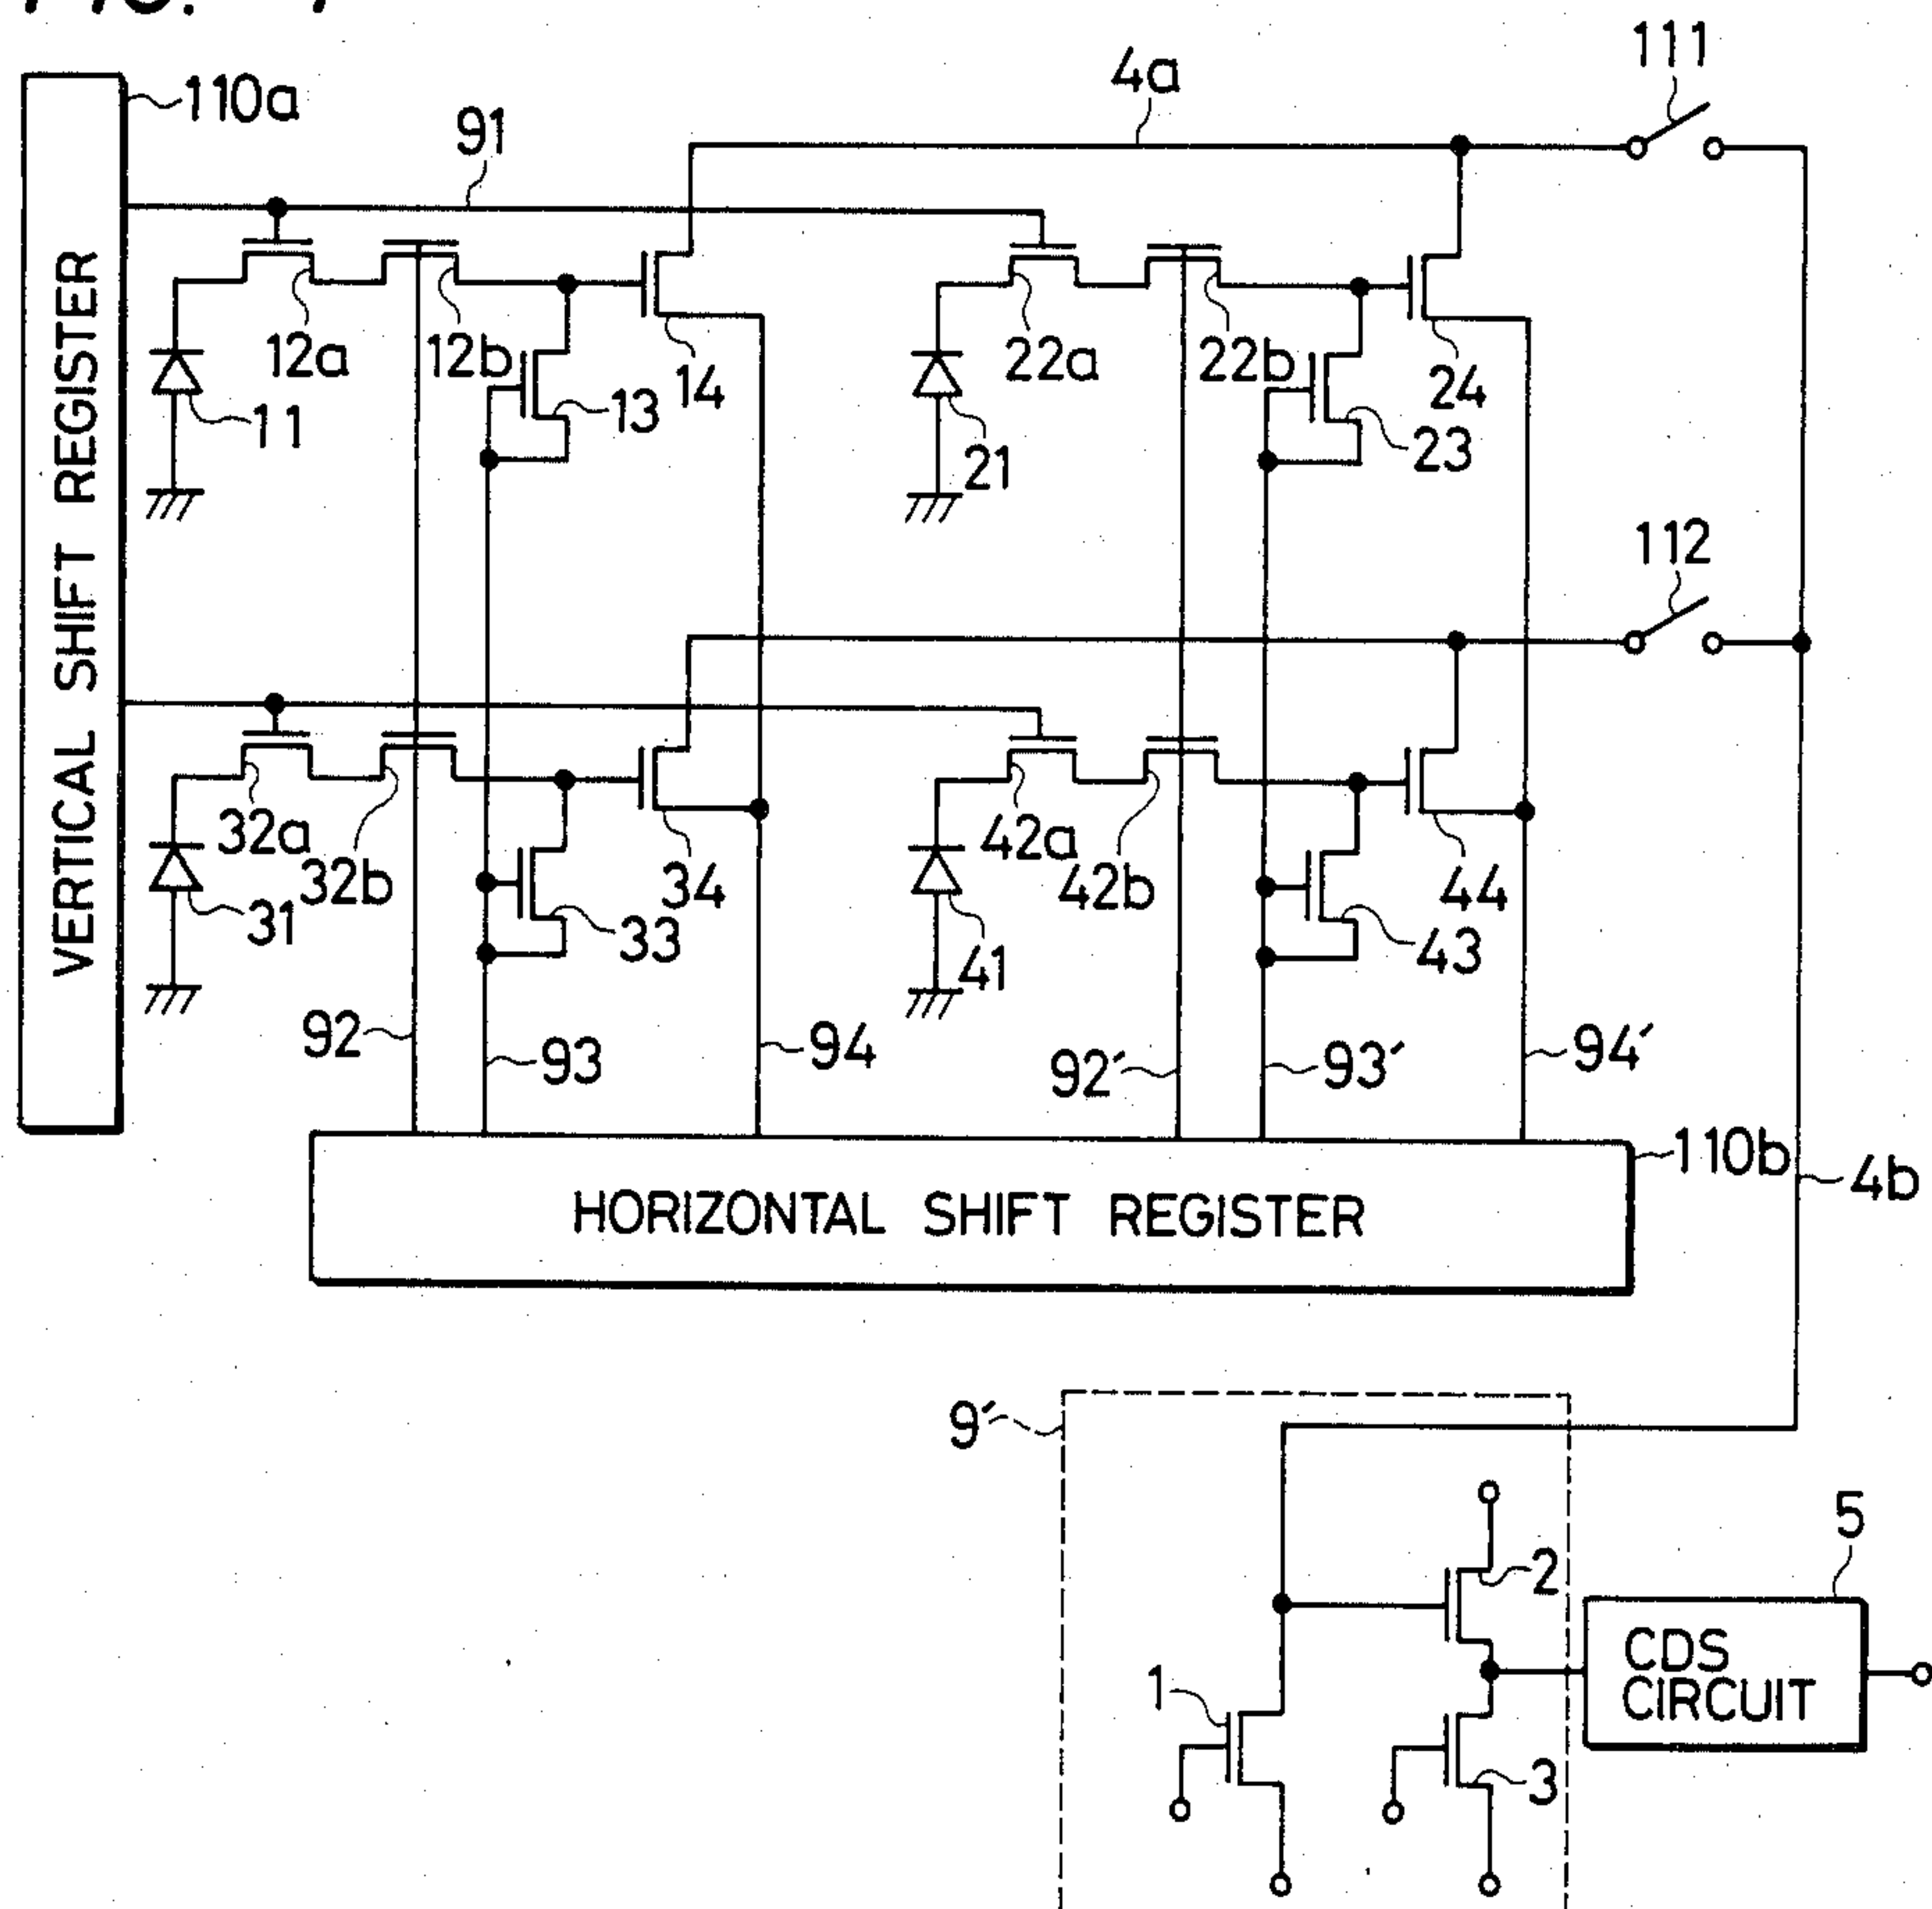 110a
91
4a
111
VERTICAL SHIFT REGISTER
12a
12b
13
14
11
22a
22b
24
23
21
112
32a
32b
34
33
31
42a
42b
44
43
41
92
93
94
92′
93′
94′
110b
HORIZONTAL SHIFT REGISTER
4b
9′
2
5
CDS
CIRCUIT
1
3